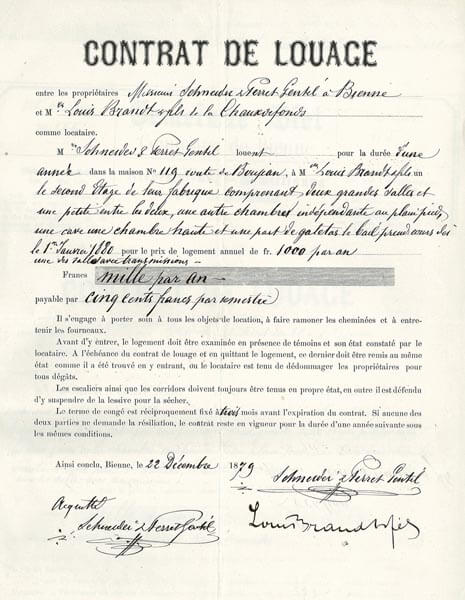 CONTRAT DE LOUAGE
entre les propriétaires Messieurs Schneider & Perret Gentil à Bienne
et M rs Louis Brandt & fils de la Chauxdefonds
comme locataire.
M rs Schneider & Perret Gentil louent pour la durée d'une
année dans la maison No 119 route de Boujean, à M rs Louis Brandt & fils
le second Etage de leur fabrique comprenant deux grandes salles et
une petite entre les deux, une autre chambre indépendante au plain pied,
une cave une chambre haute et une part de galetas le bail prend cours dès
le 1er Janvier 1880 pour le prix de logement annuel de fr. 1000 par an
transmissions —
Francs mille par an —
payable par cinq cents francs par semestre
Il s'engage à porter soin à tous les objets de location, à faire ramoner les cheminées et à entre-
tenir les fourneaux.
Avant d'y entrer, le logement doit être examinée en présence de témoins et son état constaté par le
locataire. A l'échéance du contrat de louage et en quittant le logement, ce dernier doit être remis au même
état comme il a été trouvé en y entrant, ou le locataire est tenu de dédommager les propriétaires pour
tous dégâts.
Les escaliers ainsi que les corridors doivent toujours être tenus en propre état, en outre il est défendu
d'y suspendre de la lessive pour la sécher.
Le terme de congé est réciproquement fixé à trois mois avant l'expiration du contrat. Si aucune des
deux parties ne demande la résiliation, le contrat reste en vigueur pour la durée d'une année suivante sous
les mêmes conditions.
Ainsi conclu, Bienne, le 22 Décembre 1879
Schneider & Perret Gentil
Acquitté
Schneider & Perret Gentil
Louis Brandt & fils